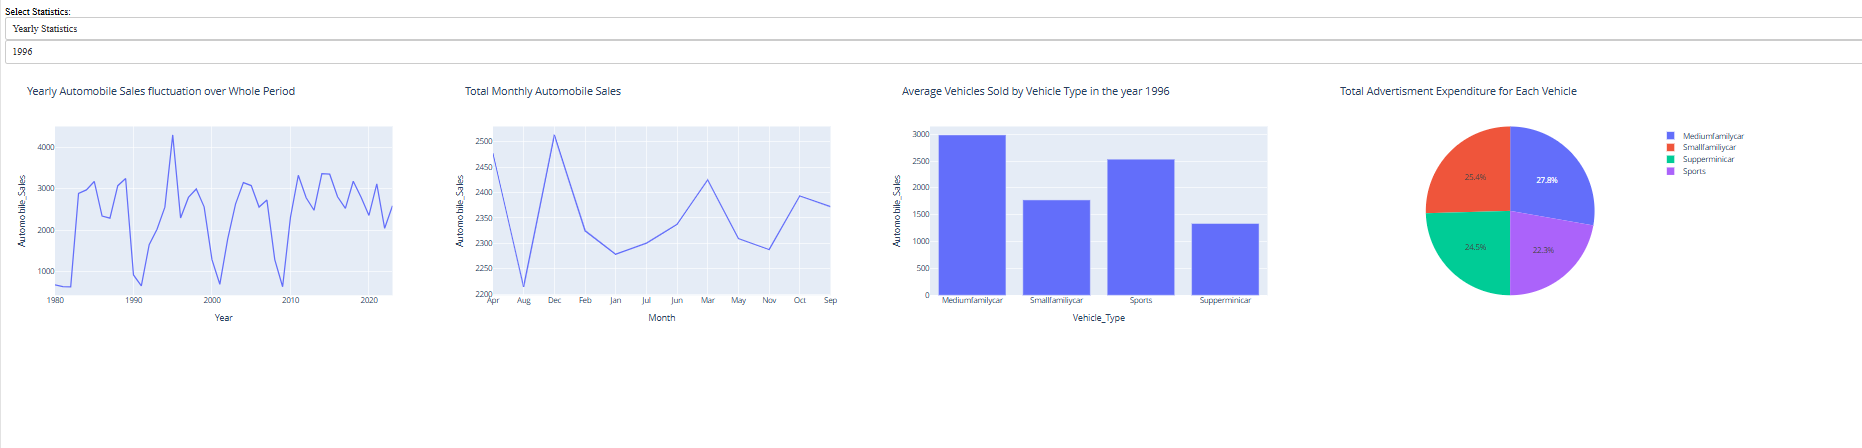 Select Statistics:
Yearly Statistics
1996
Yearly Automobile Sales fluctuation over Whole Period
4000
3000
2000
1000
Automobile_Sales
1980 1990 2000 2010 2020
Year
Total Monthly Automobile Sales
2500
2450
2400
2350
2300
2250
2200
Automobile_Sales
Apr Aug Dec Feb Jan Jul Jun Mar May Nov Oct Sep
Month
Average Vehicles Sold by Vehicle Type in the year 1996
3000
2500
2000
1500
1000
500
0
Automobile_Sales
Mediumfamilycar Smallfamiliycar Sports Supperminicar
Vehicle_Type
Total Advertisment Expenditure for Each Vehicle
25.4% 27.8%
24.5% 22.3%
Mediumfamilycar
Smallfamiliycar
Supperminicar
Sports